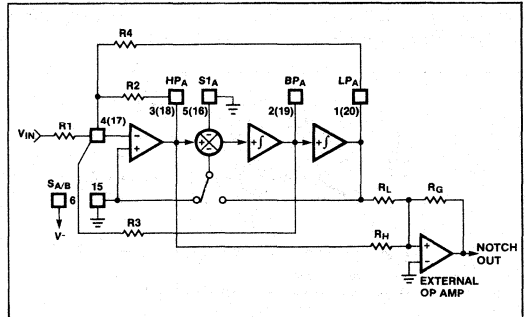 R4
R2
HPA
S1A
BPA
LPA
3(18)
5(16)
2(19)
1(20)
4(17)
VIN
R1
SA/B
6
15
V-
R3
RL
RG
RH
NOTCH
OUT
EXTERNAL
OP AMP